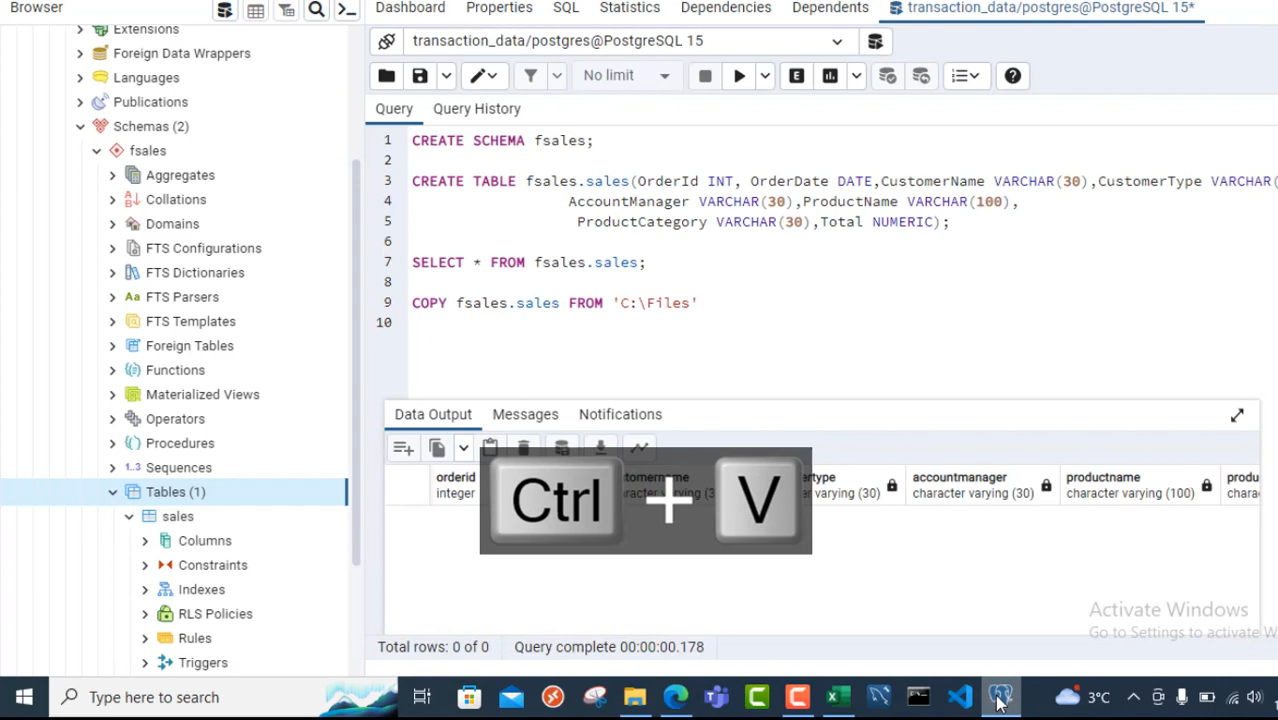 Browser
Dashboard Properties SQL Statistics Dependencies Dependents transaction_data/postgres@PostgreSQL 15*
Extensions
Foreign Data Wrappers
Languages
Publications
Schemas (2)
fsales
Aggregates
Collations
Domains
FTS Configurations
FTS Dictionaries
Aa FTS Parsers
FTS Templates
Foreign Tables
Functions
Materialized Views
Operators
Procedures
1..3 Sequences
Tables (1)
sales
Columns
Constraints
Indexes
RLS Policies
Rules
Triggers
transaction_data/postgres@PostgreSQL 15
No limit
E
Query Query History
1 CREATE SCHEMA fsales;
2
3 CREATE TABLE fsales.sales(OrderId INT, OrderDate DATE,CustomerName VARCHAR(30),CustomerType VARCHAR(
4 AccountManager VARCHAR(30),ProductName VARCHAR(100),
5 ProductCategory VARCHAR(30),Total NUMERIC);
6
7 SELECT * FROM fsales.sales;
8
9 COPY fsales.sales FROM 'C:\Files'
10
Data Output Messages Notifications
orderid accountmanager productname
integer character varying (30) character varying (100)
Ctrl + V
Activate Windows
Go to Settings to activate W
Total rows: 0 of 0 Query complete 00:00:00.178
Type here to search 3°C